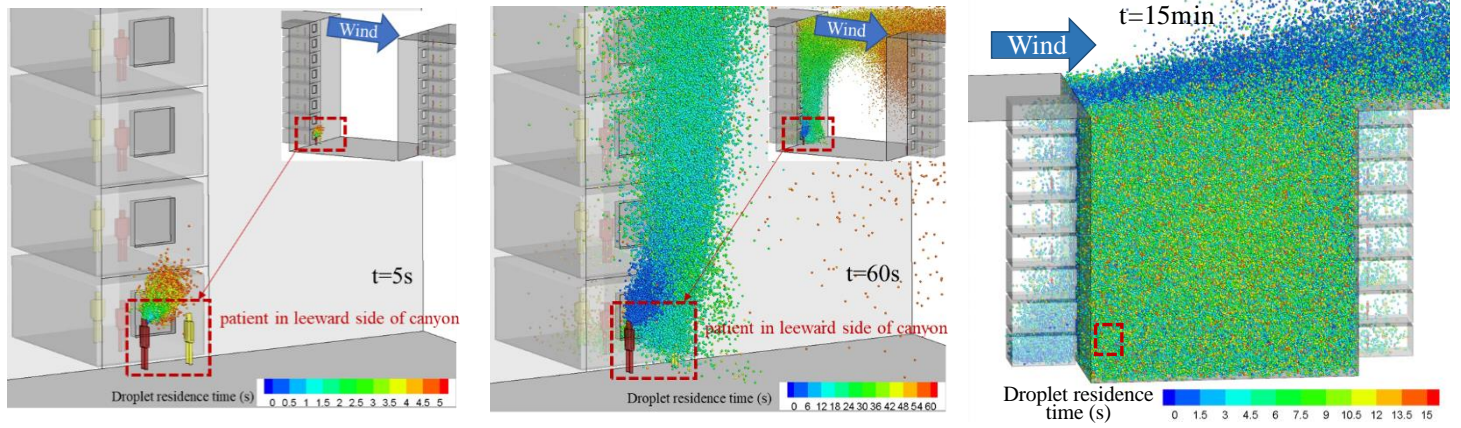 Wind
t=5s
patient in leeward side of canyon
Droplet residence time (s)
0 0.5 1 1.5 2 2.5 3 3.5 4 4.5 5
Wind
t=60s
patient in leeward side of canyon
Droplet residence time (s)
0 6 12 18 24 30 36 42 48 54 60
t=15min
Wind
Droplet residence
time (s)
0 1.5 3 4.5 6 7.5 9 10.5 12 13.5 15